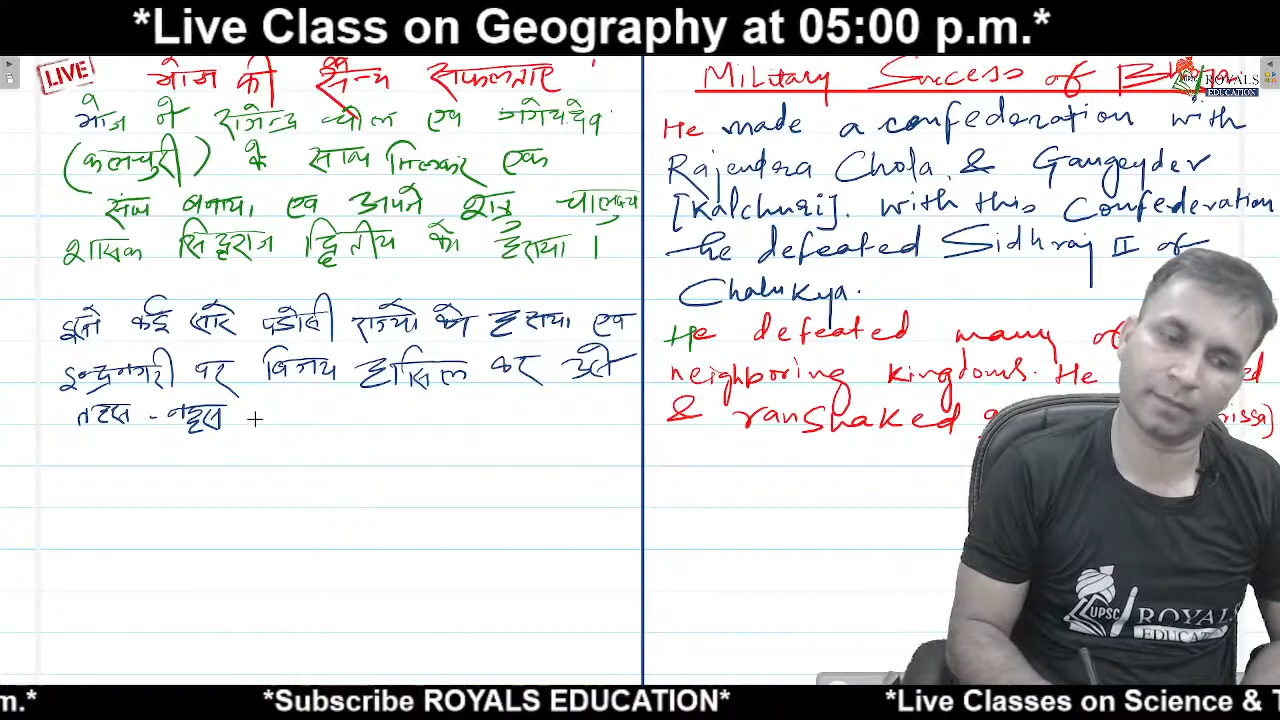 *Live Class on Geography at 05:00 p.m.*
LIVE
भोज की सैन्य सफलताएं
भोज ने राजेन्द्र चोल एवं गंगेयदेव
(कलचुरी) के साथ मिलकर एक
संघ बनाया एवं अपने शत्रु चालुक्य
शासक सिद्धराज द्वितीय को हराया ।
इसने कई सारे पडोसी राज्यों को हराया एवं
इन्द्रनगरी पर विजय हासिल कर उसे
तहस - नहस
Military Success of
ROYALS
EDUCATION
He made a confederation with
Rajendra Chola & Gangeydev
[Kalchuri]. With this Confederation
he defeated Sidhraj II of
Chalukya.
He defeated many of
neighboring kingdoms. He
& ranshaked
UPSC ROYALS
EDUCATION
m.*
*Subscribe ROYALS EDUCATION*
*Live Classes on Science &